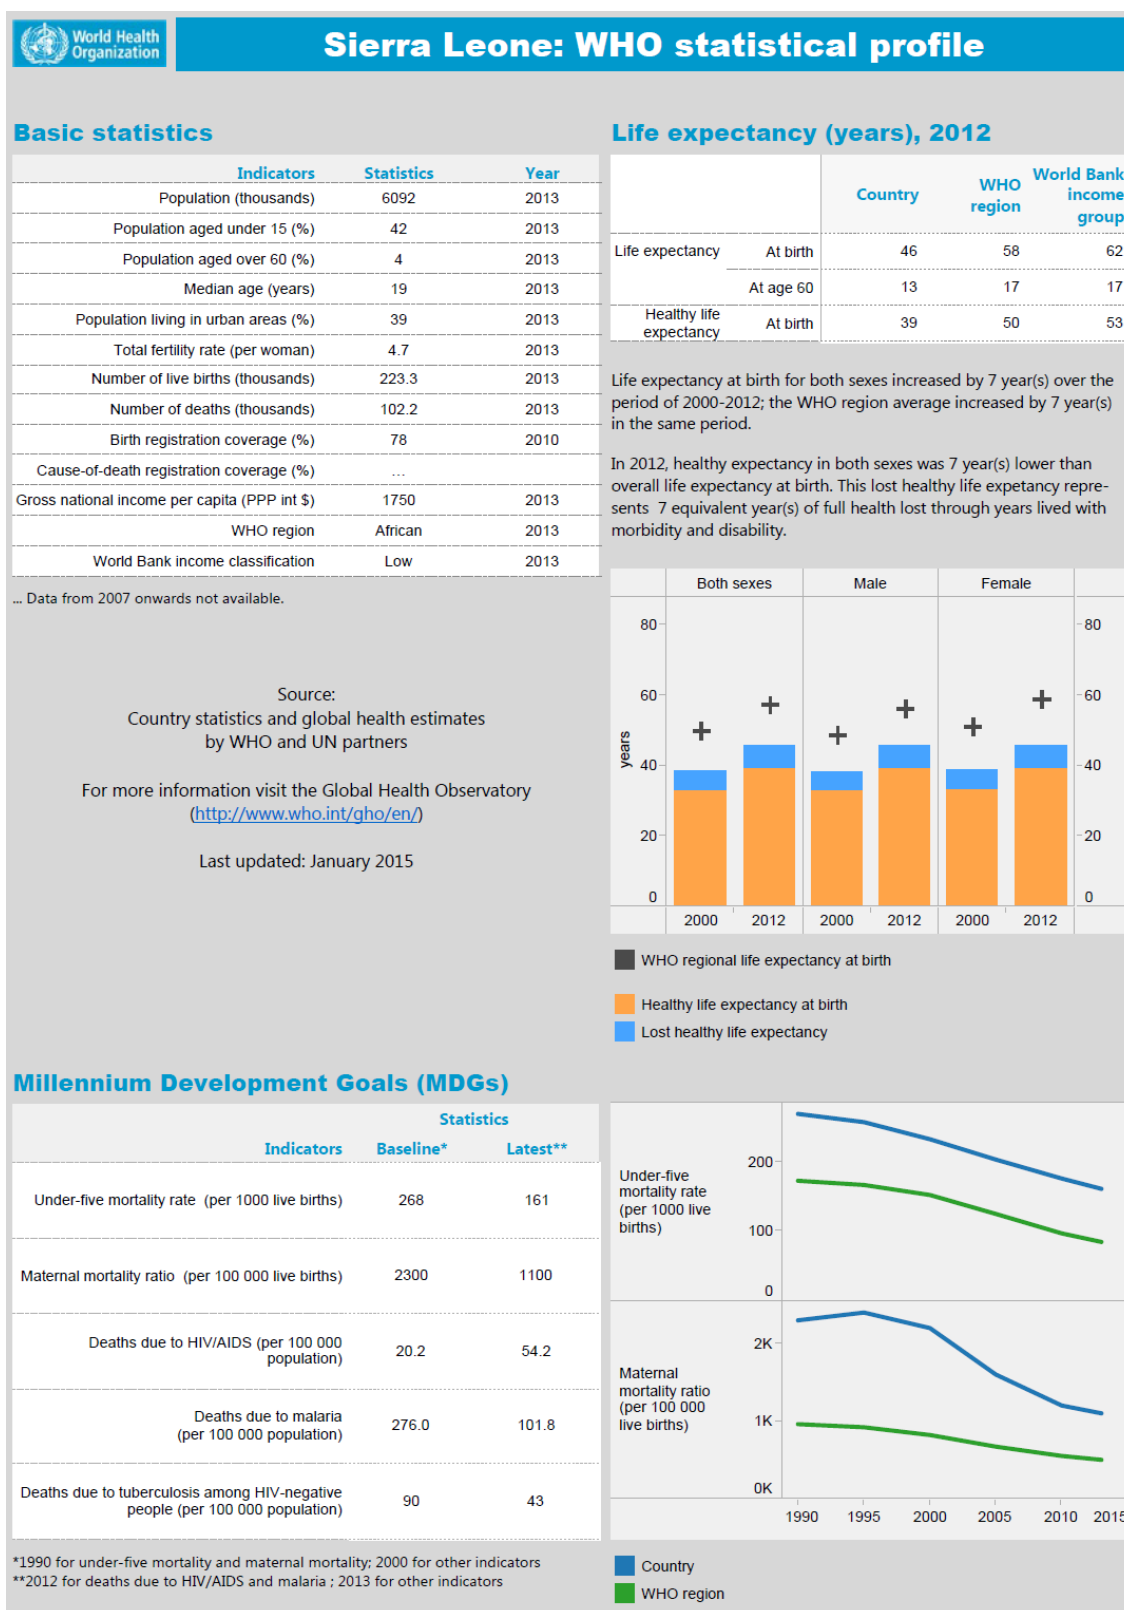 World Health
Organization
Sierra Leone: WHO statistical profile
Basic statistics
Indicators Statistics Year
Population (thousands) 6092 2013
Population aged under 15 (%) 42 2013
Population aged over 60 (%) 4 2013
Median age (years) 19 2013
Population living in urban areas (%) 39 2013
Total fertility rate (per woman) 4.7 2013
Number of live births (thousands) 223.3 2013
Number of deaths (thousands) 102.2 2013
Birth registration coverage (%) 78 2010
Cause-of-death registration coverage (%) ...
Gross national income per capita (PPP int $) 1750 2013
WHO region African 2013
World Bank income classification Low 2013
... Data from 2007 onwards not available.
Source:
Country statistics and global health estimates
by WHO and UN partners
For more information visit the Global Health Observatory
(http://www.who.int/gho/en/)
Last updated: January 2015
Life expectancy (years), 2012
Country
WHO
region
World Bank
income
group
Life expectancy At birth 46 58 62
At age 60 13 17 17
Healthy life
expectancy At birth 39 50 53
Life expectancy at birth for both sexes increased by 7 year(s) over the
period of 2000-2012; the WHO region average increased by 7 year(s)
in the same period.
In 2012, healthy expectancy in both sexes was 7 year(s) lower than
overall life expectancy at birth. This lost healthy life expetancy repre-
sents 7 equivalent year(s) of full health lost through years lived with
morbidity and disability.
Both sexes Male Female
80 80
60 60
years
40 40
20 20
0 0
2000 2012 2000 2012 2000 2012
WHO regional life expectancy at birth
Healthy life expectancy at birth
Lost healthy life expectancy
Millennium Development Goals (MDGs)
Statistics
Indicators Baseline* Latest**
Under-five mortality rate (per 1000 live births) 268 161
Maternal mortality ratio (per 100 000 live births) 2300 1100
Deaths due to HIV/AIDS (per 100 000
population) 20.2 54.2
Deaths due to malaria
(per 100 000 population) 276.0 101.8
Deaths due to tuberculosis among HIV-negative
people (per 100 000 population) 90 43
*1990 for under-five mortality and maternal mortality; 2000 for other indicators
**2012 for deaths due to HIV/AIDS and malaria ; 2013 for other indicators
Under-five
mortality rate
(per 1000 live
births)
200
100
0
Maternal
mortality ratio
(per 100 000
live births)
2K
1K
0K
1990 1995 2000 2005 2010 2015
Country
WHO region